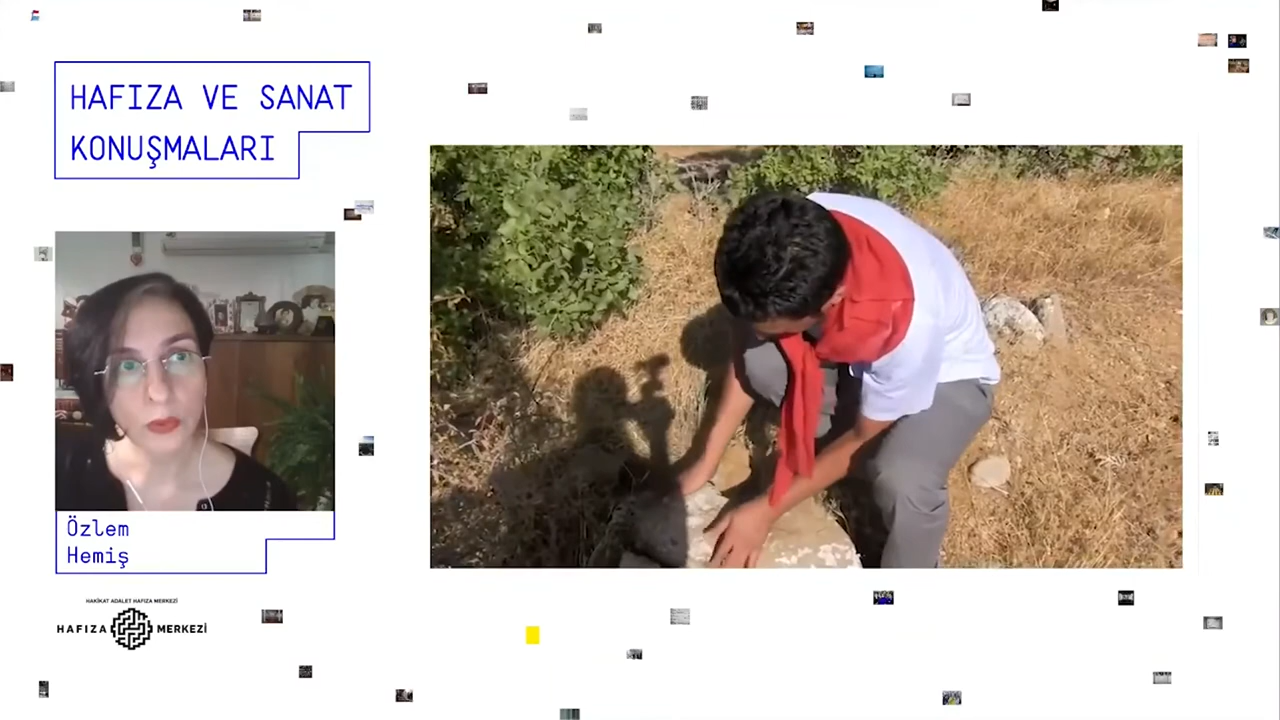 HAFIZA VE SANAT
KONUŞMALARI
Özlem
Hemiş
HAKİKAT ADALET HAFIZA MERKEZİ
HAFIZA MERKEZİ